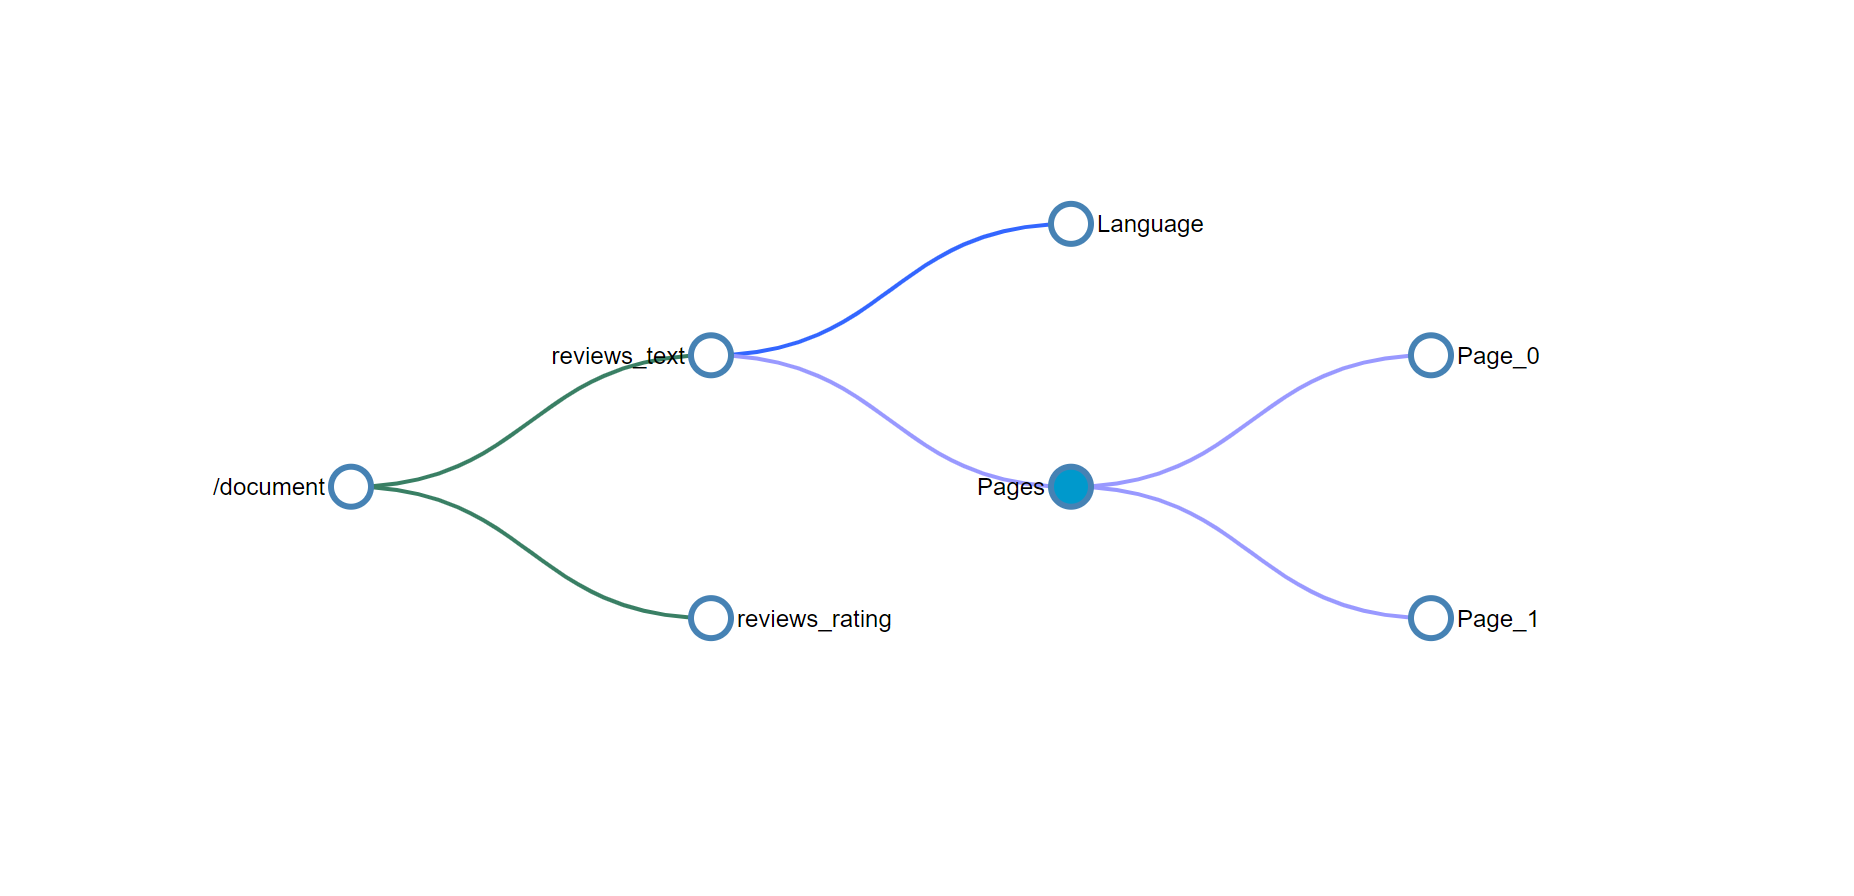 Language
reviews_text
Page_0
/document
Pages
reviews_rating
Page_1